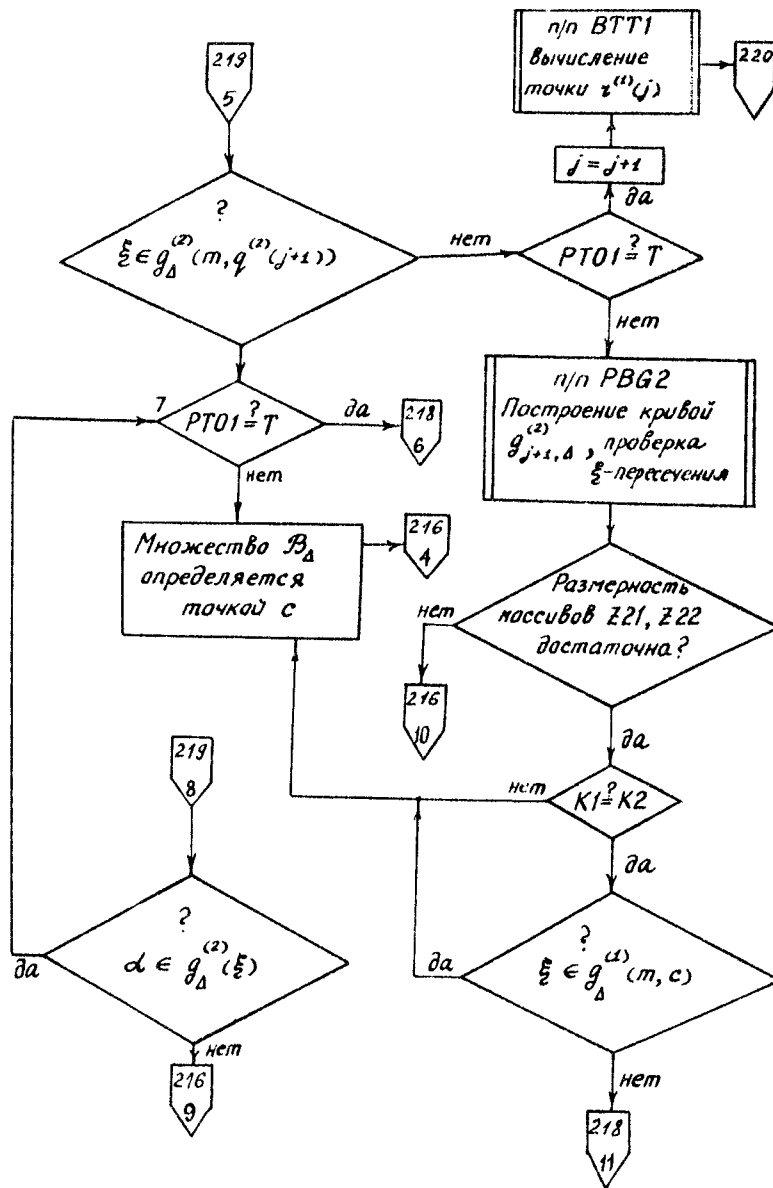 219
5
п/п BTT1
вычисление
точки τ⁽¹⁾(j)
220
j = j+1
да
?
ξ ∈ g_Δ^(2) (m, q^(2) (j+1))
нет
PT01 ≟ T
нет
п/п PBG2
Построение кривой
g_{j+1,Δ}^(2), проверка
ξ-пересечения
7
PT01 ≟ T
да
218
6
нет
Множество B_Δ
определяется
точкой c
216
4
Размерность
массивов Z21, Z22
достаточна?
нет
216
10
да
219
8
K1 ≟ K2
нет
да
?
α ∈ g_Δ^(2) (ξ)
да
нет
216
9
?
ξ ∈ g_Δ^(1) (m, c)
да
нет
218
11